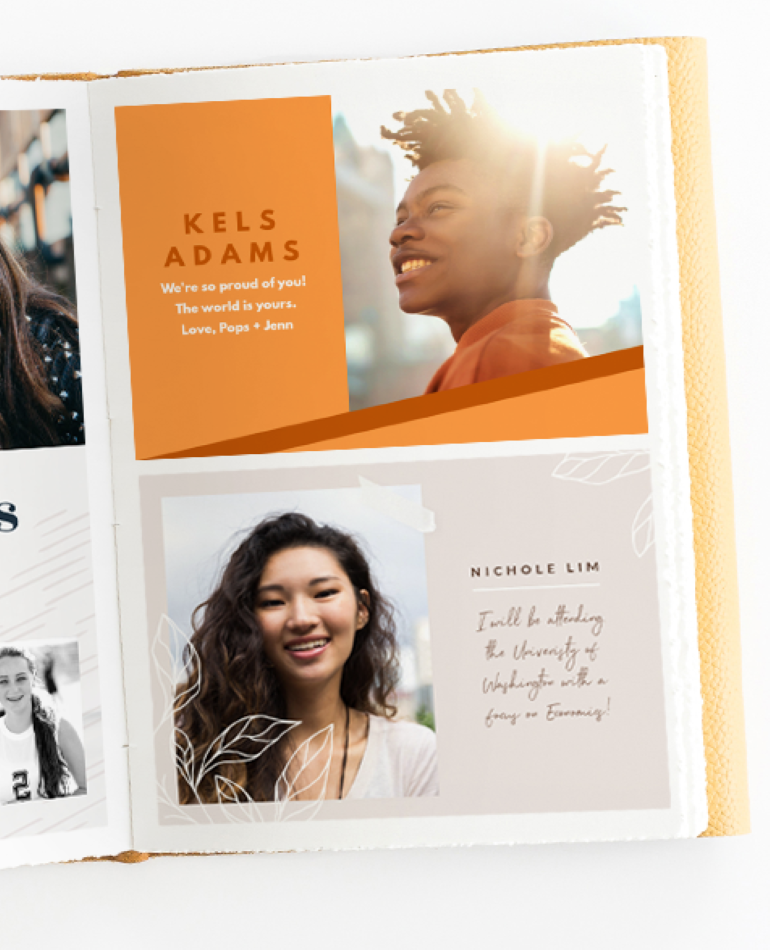 s
2
KELS
ADAMS
We're so proud of you!
The world is yours.
Love, Pops + Jenn
NICHOLE LIM
I will be attending
the Univeristy of
Washington with a
focus on Economics!